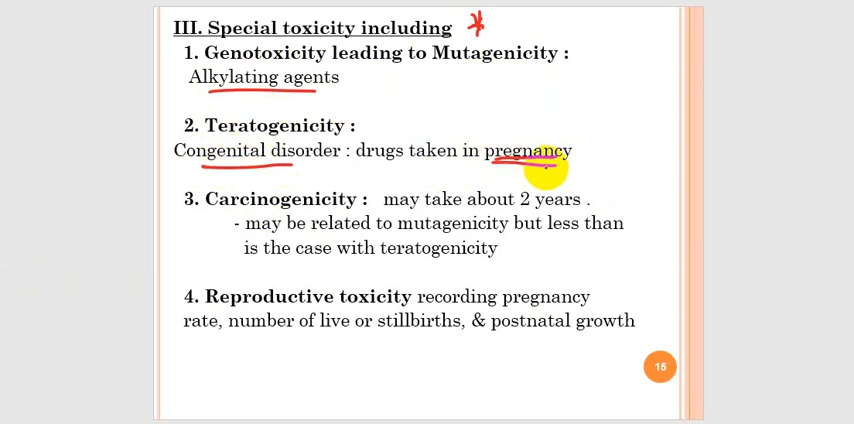 III. Special toxicity including
1. Genotoxicity leading to Mutagenicity :
Alkylating agents
2. Teratogenicity :
Congenital disorder : drugs taken in pregnancy
3. Carcinogenicity : may take about 2 years .
- may be related to mutagenicity but less than
is the case with teratogenicity
4. Reproductive toxicity recording pregnancy
rate, number of live or stillbirths, & postnatal growth
15